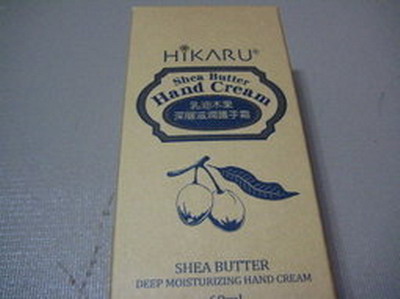 HiKARU®
Shea Butter
Hand Cream
乳油木果
深層滋潤護手霜
SHEA BUTTER
DEEP MOISTURIZING HAND CREAM
60ml